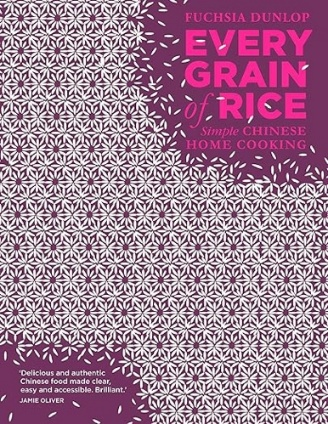 FUCHSIA DUNLOP
EVERY
GRAIN
of RICE
Simple CHINESE
HOME COOKING
'Delicious and authentic
Chinese food made clear,
easy and accessible. Brilliant.'
JAMIE OLIVER